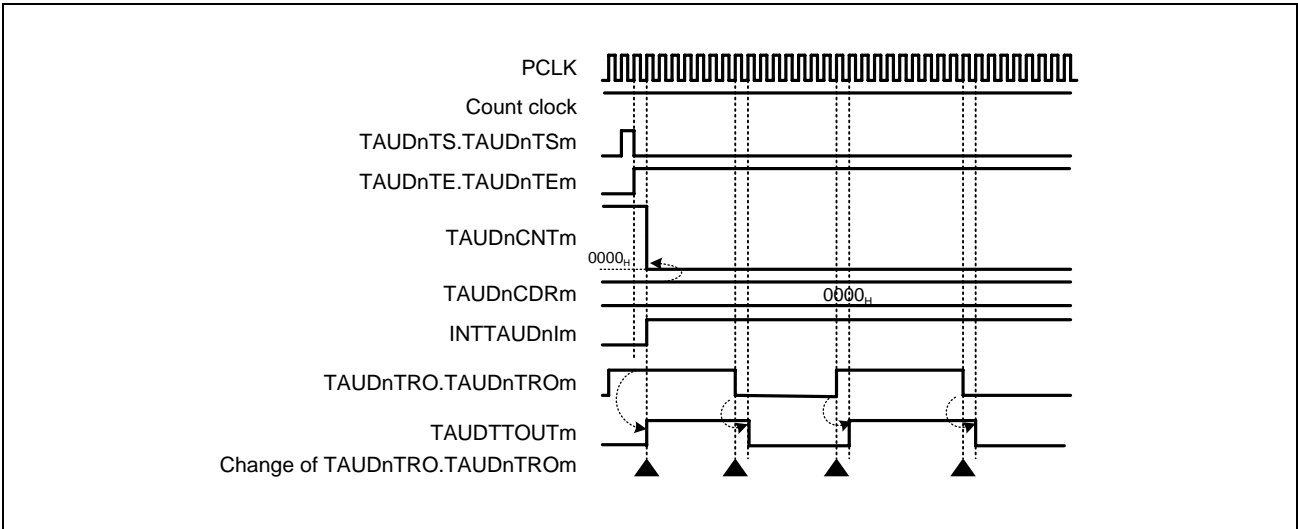 PCLK
Count clock
TAUDnTS.TAUDnTSm
TAUDnTE.TAUDnTEm
TAUDnCNTm
0000H
TAUDnCDRm
0000H
INTTAUDnIm
TAUDnTRO.TAUDnTROm
TAUDTTOUTm
Change of TAUDnTRO.TAUDnTROm